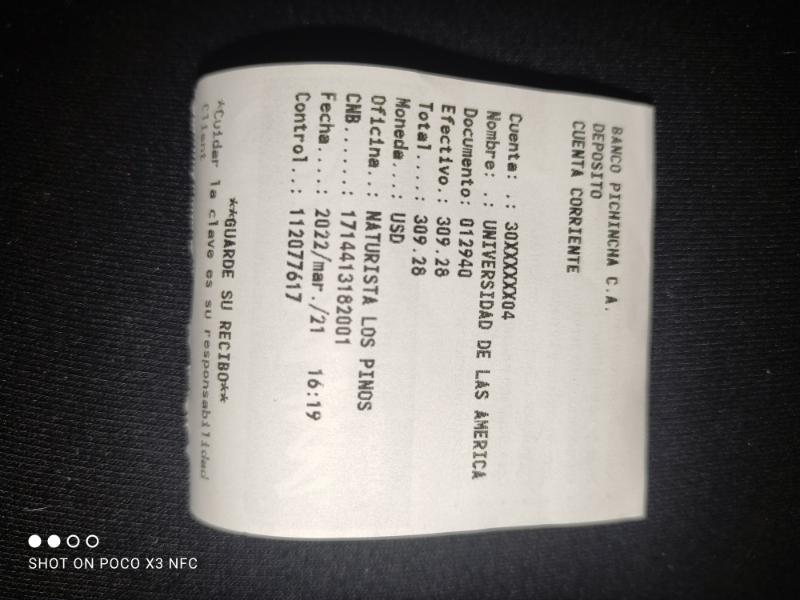 BANCO PICHINCHA C.A.
DEPOSITO
CUENTA CORRIENTE
Cuenta: .: 30XXXXXX04
Nombre: .: UNIVERSIDAD DE LAS AMERICA
Documento: 012940
Efectivo.: 309.28
Total....: 309.28
Moneda...: USD
Oficina..: NATURISTA LOS PINOS
CNB......: 1714413182001
Fecha....: 2022/mar./21 16:19
Control..: 112077617
**GUARDE SU RECIBO**
*Cuidar la clave es su responsabilidad
Client
SHOT ON POCO X3 NFC